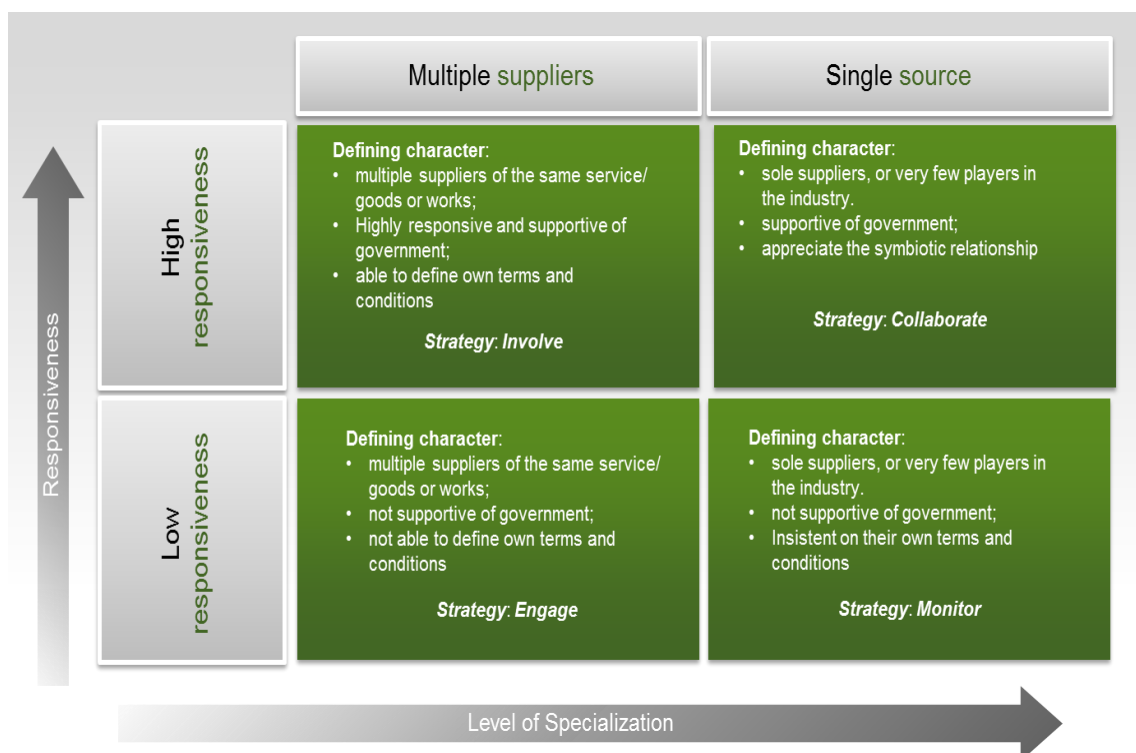 Multiple suppliers
Single source
High
responsiveness
Defining character:
• multiple suppliers of the same service/
goods or works;
• Highly responsive and supportive of
government;
• able to define own terms and
conditions
Strategy: Involve
Defining character:
• sole suppliers, or very few players in
the industry.
• supportive of government;
• appreciate the symbiotic relationship
Strategy: Collaborate
Responsiveness
Low
responsiveness
Defining character:
• multiple suppliers of the same service/
goods or works;
• not supportive of government;
• not able to define own terms and
conditions
Strategy: Engage
Defining character:
• sole suppliers, or very few players in
the industry.
• not supportive of government;
• Insistent on their own terms and
conditions
Strategy: Monitor
Level of Specialization